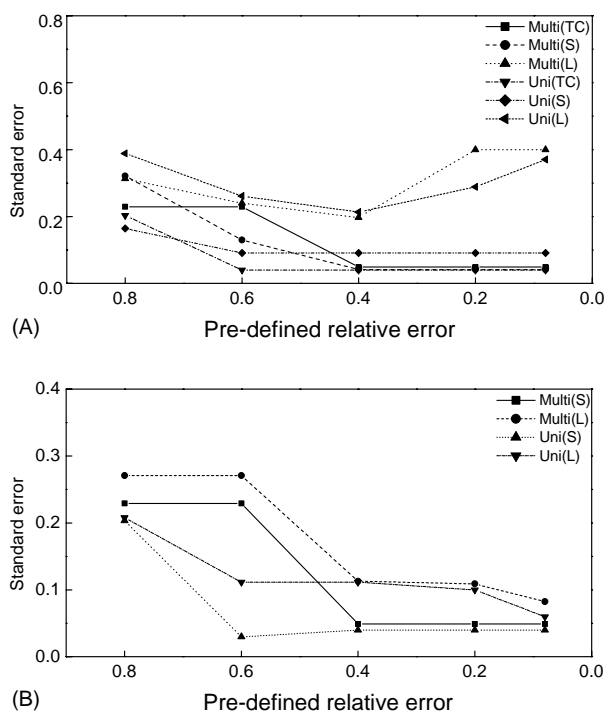 0.8
0.6
0.4
0.2
0.0
Standard error
Multi(TC)
Multi(S)
Multi(L)
Uni(TC)
Uni(S)
Uni(L)
0.8
0.6
0.4
0.2
0.0
(A)
Pre-defined relative error
0.4
0.3
0.2
0.1
0.0
Standard error
Multi(S)
Multi(L)
Uni(S)
Uni(L)
0.8
0.6
0.4
0.2
0.0
(B)
Pre-defined relative error